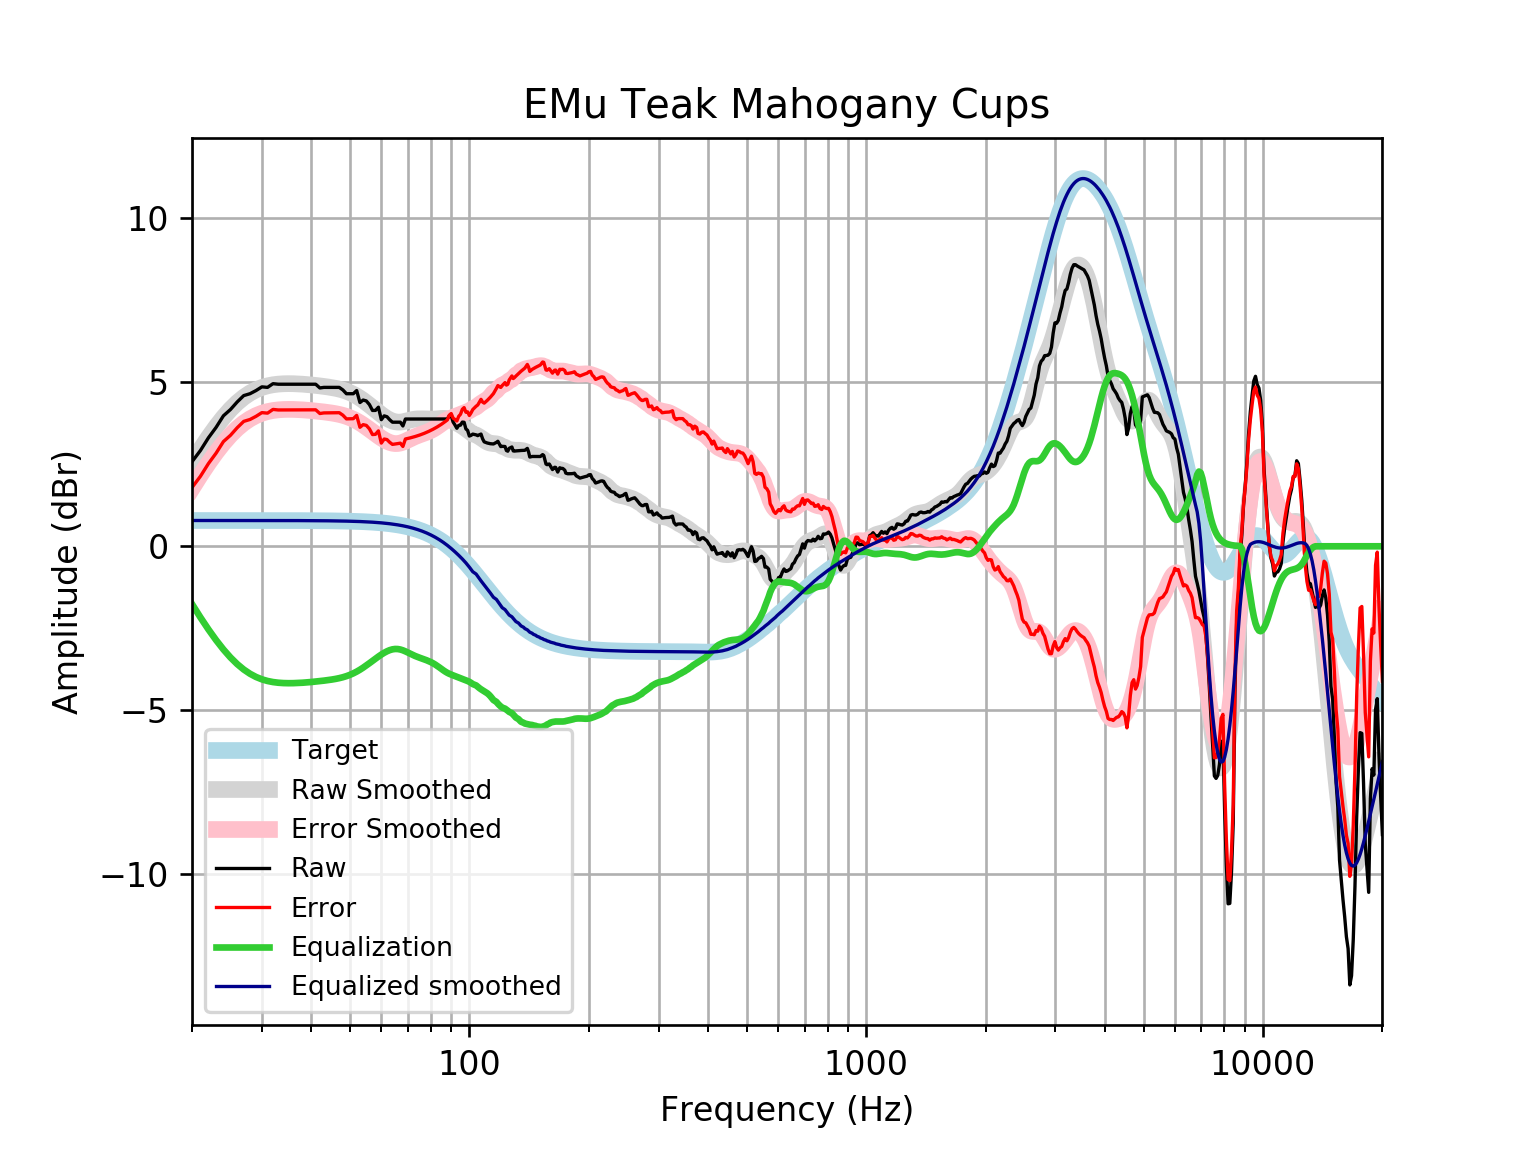 EMu Teak Mahogany Cups
Amplitude (dBr)
10
5
0
−5
−10
Target
Raw Smoothed
Error Smoothed
Raw
Error
Equalization
Equalized smoothed
100
1000
10000
Frequency (Hz)